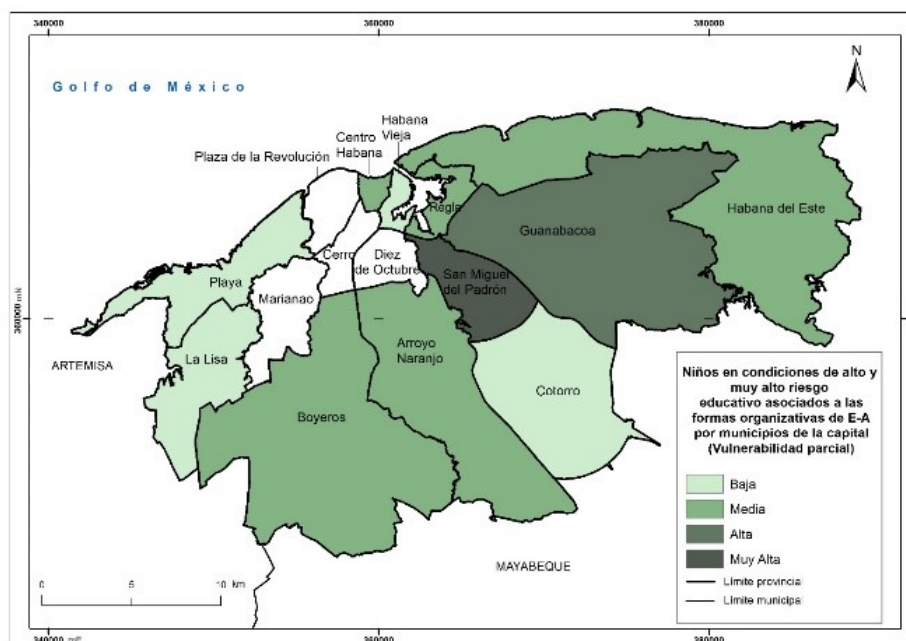 340000
360000
380000
N
Golfo de México
Habana
Vieja
Centro
Habana
Plaza de la Revolución
Regla
Habana del Este
Guanabacoa
Cerro
Diez
de Octubre
San Miguel
del Padrón
Playa
Marianao
360000 mN
ARTEMISA
La Lisa
Arroyo
Naranjo
Cotorro
Boyeros
MAYABEQUE
Niños en condiciones de alto y
muy alto riesgo
educativo asociados a las
formas organizativas de E-A
por municipios de la capital
(Vulnerabilidad parcial)
Baja
Media
Alta
Muy Alta
Límite provincial
Límite municipal
0 5 10 km
340000 mE
360000
380000